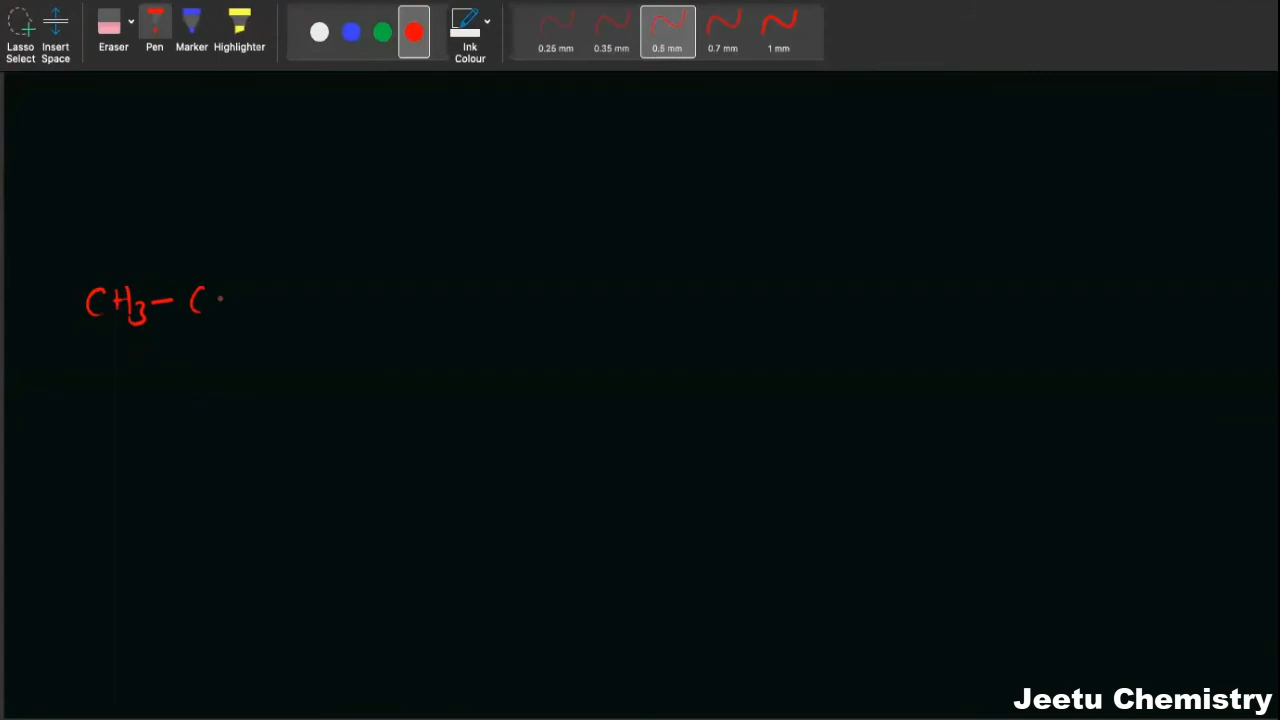 Lasso Select
Insert Space
Eraser
Pen
Marker
Highlighter
Ink Colour
0.25 mm
0.35 mm
0.5 mm
0.7 mm
1 mm
CH3 – C
Jeetu Chemistry